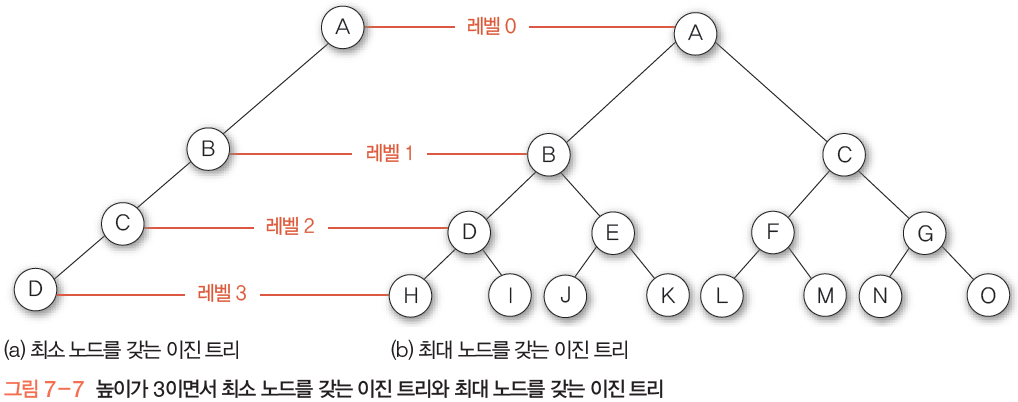 A 레벨 0 A
B 레벨 1 B C
C 레벨 2 D E F G
D 레벨 3 H I J K L M N O
(a) 최소 노드를 갖는 이진 트리 (b) 최대 노드를 갖는 이진 트리
그림 7-7 높이가 3이면서 최소 노드를 갖는 이진 트리와 최대 노드를 갖는 이진 트리